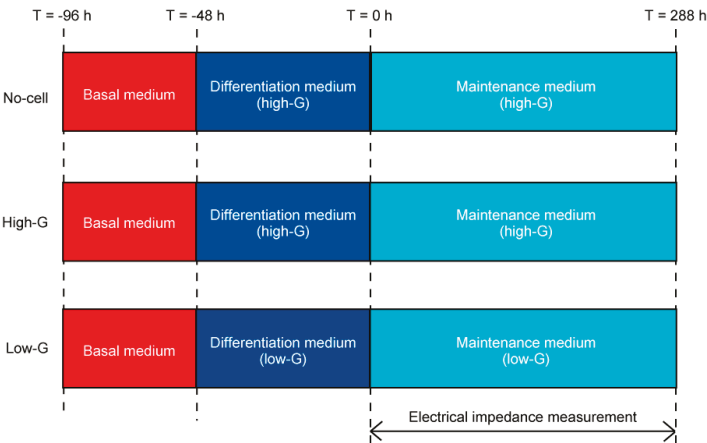 T = -96 h T = -48 h T = 0 h T = 288 h
No-cell
Basal medium
Differentiation medium
(high-G)
Maintenance medium
(high-G)
High-G
Basal medium
Differentiation medium
(high-G)
Maintenance medium
(high-G)
Low-G
Basal medium
Differentiation medium
(low-G)
Maintenance medium
(low-G)
Electrical impedance measurement